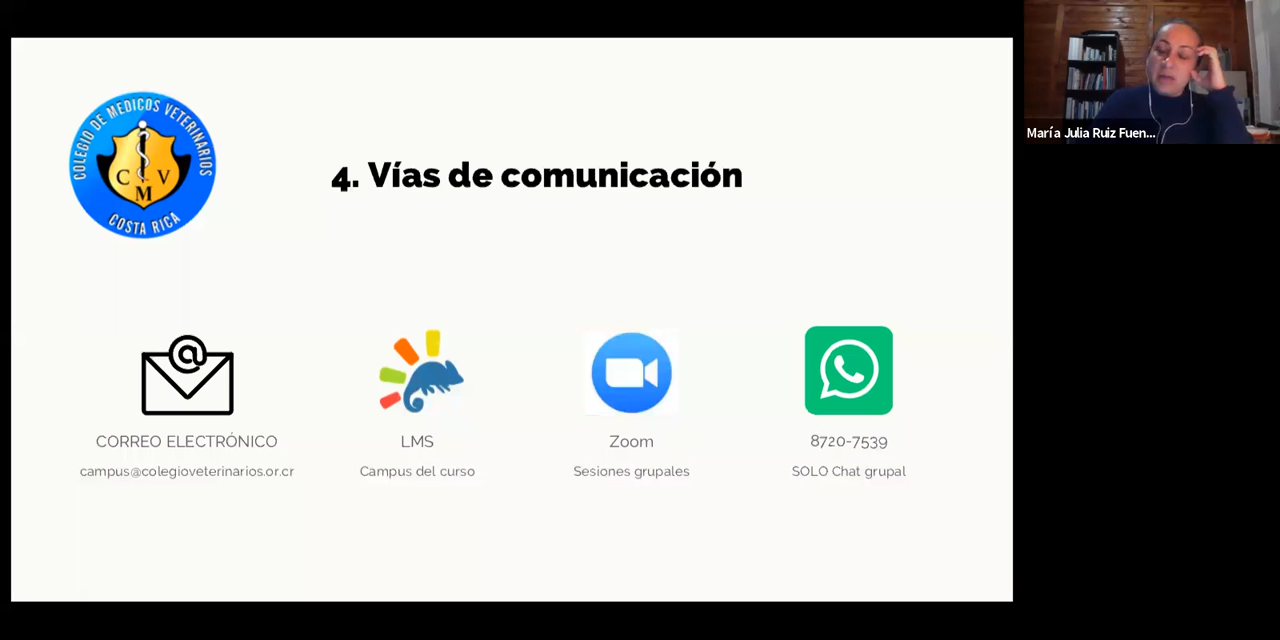 COLEGIO DE MEDICOS VETERINARIOS
C V
M
COSTA RICA
4. Vías de comunicación
CORREO ELECTRÓNICO
campus@colegioveterinarios.or.cr
LMS
Campus del curso
Zoom
Sesiones grupales
8720-7539
SOLO Chat grupal
María Julia Ruiz Fuen...